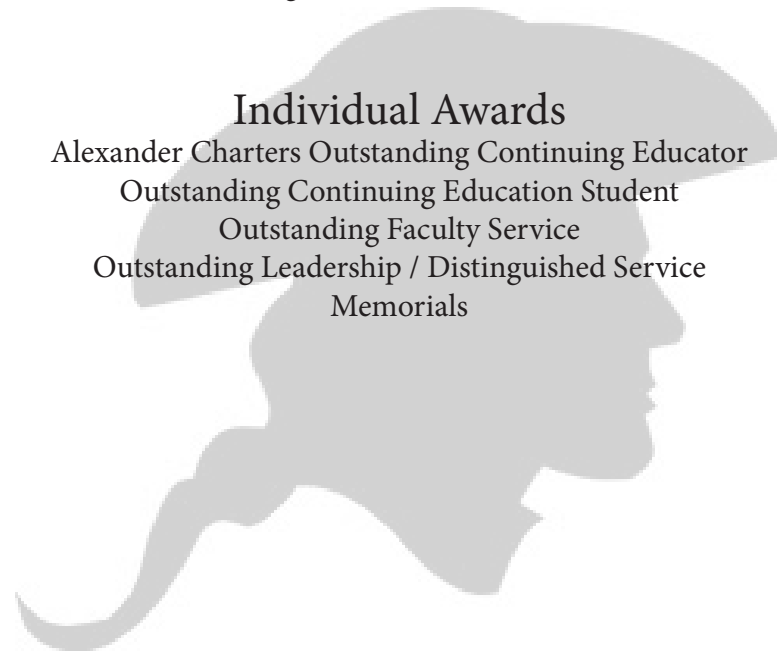 Individual Awards
Alexander Charters Outstanding Continuing Educator
Outstanding Continuing Education Student
Outstanding Faculty Service
Outstanding Leadership / Distinguished Service
Memorials